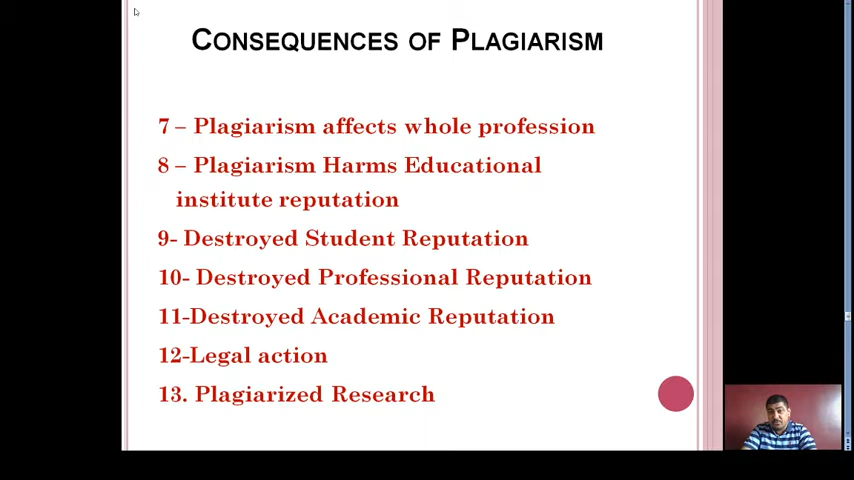 CONSEQUENCES OF PLAGIARISM
7 – Plagiarism affects whole profession
8 – Plagiarism Harms Educational
institute reputation
9- Destroyed Student Reputation
10- Destroyed Professional Reputation
11-Destroyed Academic Reputation
12-Legal action
13. Plagiarized Research